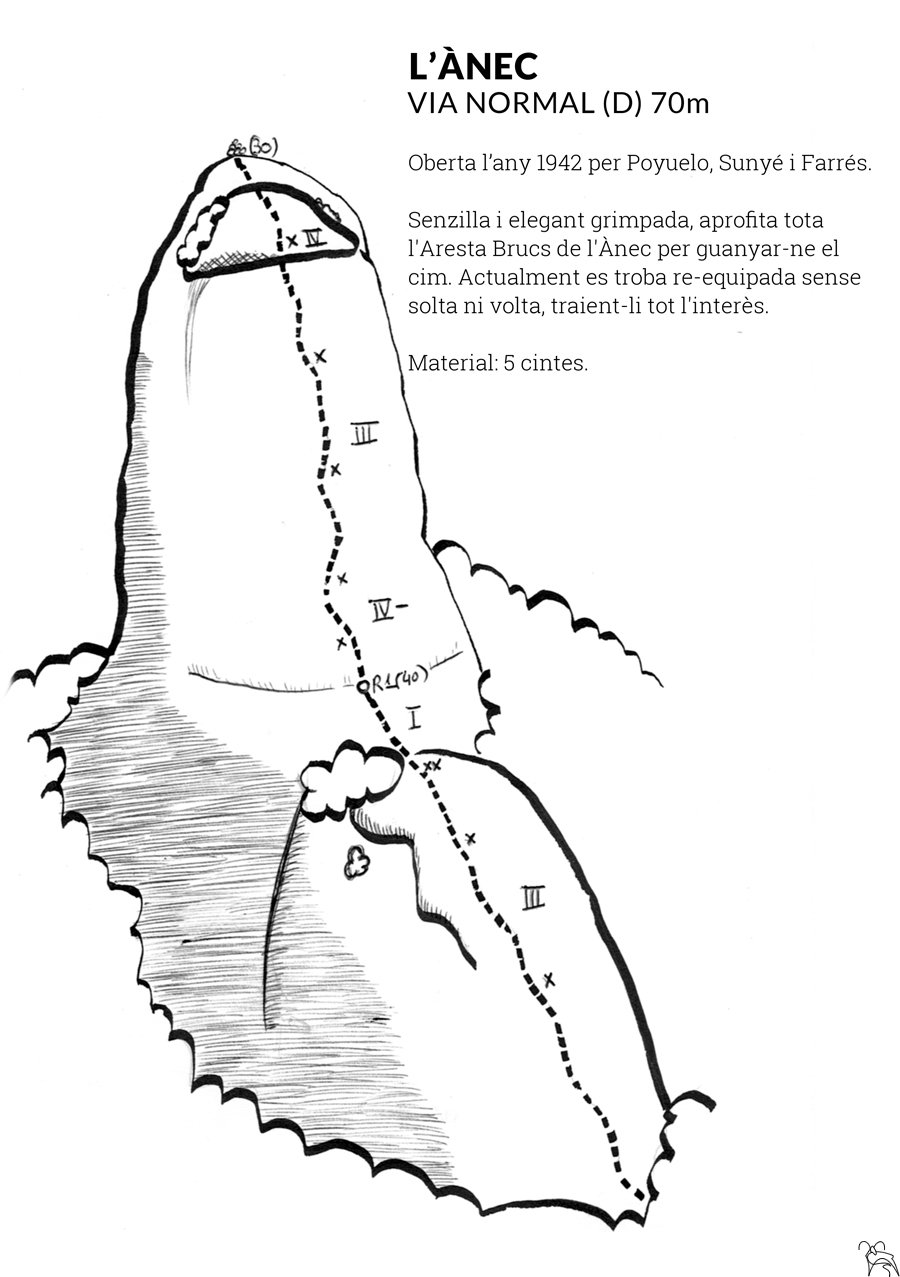 L'ÀNEC
VIA NORMAL (D) 70m
(30)
Oberta l'any 1942 per Poyuelo, Sunyé i Farrés.
Senzilla i elegant grimpada, aprofita tota
l'Aresta Brucs de l'Ànec per guanyar-ne el
cim. Actualment es troba re-equipada sense
solta ni volta, traient-li tot l'interès.
Material: 5 cintes.
x IV
x
III
x
x
IV-
x
R1(40)
I
xx
x
III
x